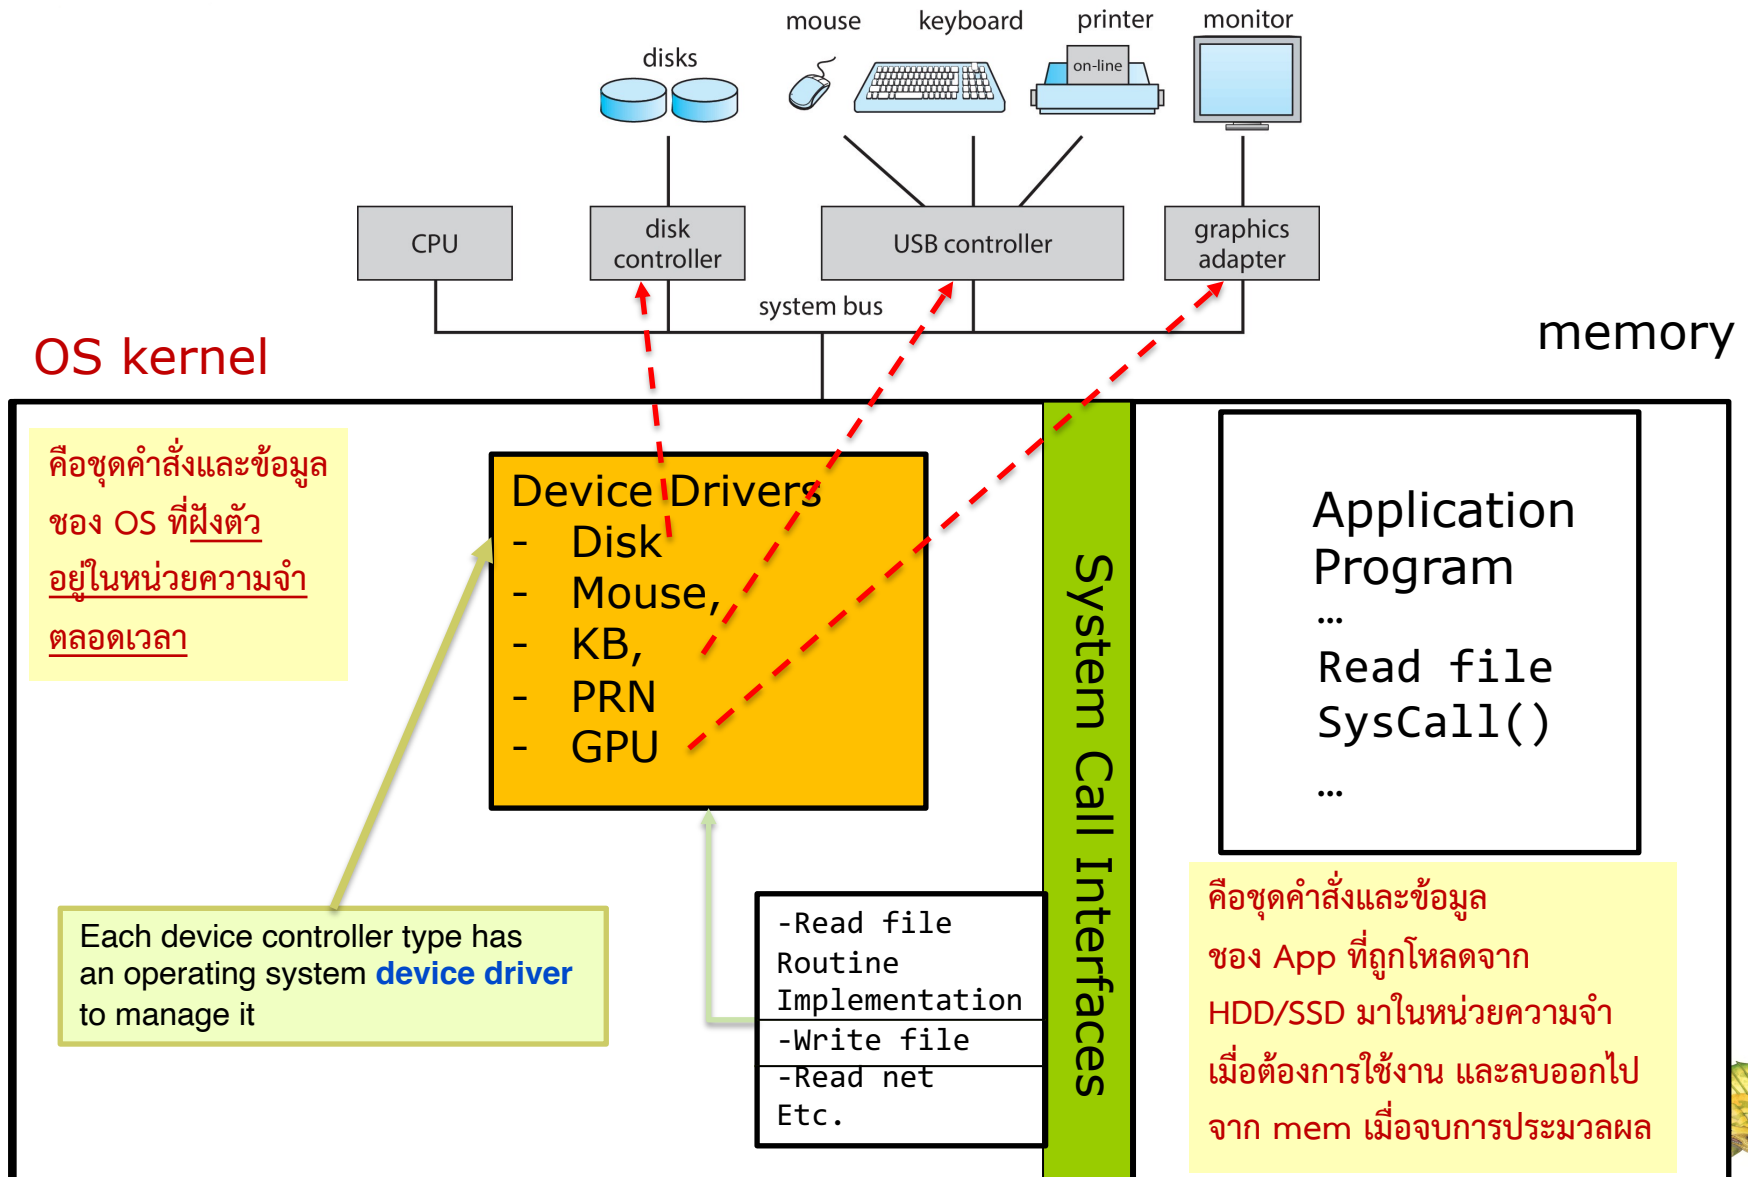 mouse
keyboard
printer
monitor
disks
on-line
CPU
disk
controller
USB controller
graphics
adapter
system bus
OS kernel
memory
คือชุดคำสั่งและข้อมูล
ซอง OS ที่ฝังตัว
อยู่ในหน่วยความจำ
ตลอดเวลา
Device Drivers
- Disk
- Mouse,
- KB,
- PRN
- GPU
Each device controller type has
an operating system device driver
to manage it
-Read file
Routine
Implementation
-Write file
-Read net
Etc.
System Call Interfaces
Application
Program
…
Read file
SysCall()
…
คือชุดคำสั่งและข้อมูล
ซอง App ที่ถูกโหลดจาก
HDD/SSD มาในหน่วยความจำ
เมื่อต้องการใช้งาน และลบออกไป
จาก mem เมื่อจบการประมวลผล